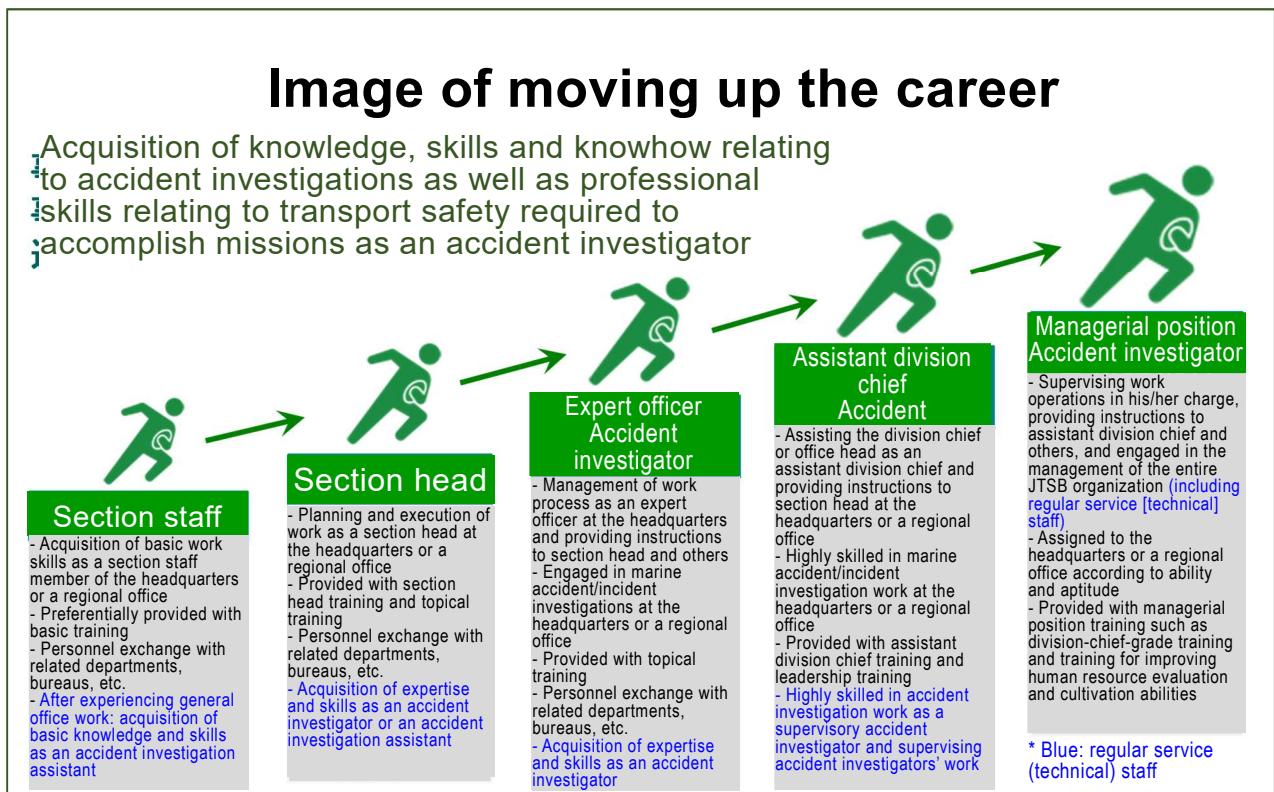 Image of moving up the career
Acquisition of knowledge, skills and knowhow relating
to accident investigations as well as professional
skills relating to transport safety required to
accomplish missions as an accident investigator
Section staff
- Acquisition of basic work
skills as a section staff
member of the headquarters
or a regional office
- Preferentially provided with
basic training
- Personnel exchange with
related departments,
bureaus, etc.
- After experiencing general
office work: acquisition of
basic knowledge and skills
as an accident investigation
assistant
Section head
- Planning and execution of
work as a section head at
the headquarters or a
regional office
- Provided with section
head training and topical
training
- Personnel exchange with
related departments,
bureaus, etc.
- Acquisition of expertise
and skills as an accident
investigator or an accident
investigation assistant
Expert officer
Accident
investigator
- Management of work
process as an expert
officer at the headquarters
and providing instructions
to section head and others
- Engaged in marine
accident/incident
investigations at the
headquarters or a regional
office
- Provided with topical
training
- Personnel exchange with
related departments,
bureaus, etc.
- Acquisition of expertise
and skills as an accident
investigator
Assistant division
chief
Accident
- Assisting the division chief
or office head as an
assistant division chief and
providing instructions to
section head at the
headquarters or a regional
office
- Highly skilled in marine
accident/incident
investigation work at the
headquarters or a regional
office
- Provided with assistant
division chief training and
leadership training
- Highly skilled in accident
investigation work as a
supervisory accident
investigator and supervising
accident investigators' work
Managerial position
Accident investigator
- Supervising work
operations in his/her charge,
providing instructions to
assistant division chief and
others, and engaged in the
management of the entire
JTSB organization (including
regular service [technical]
staff)
- Assigned to the
headquarters or a regional
office according to ability
and aptitude
- Provided with managerial
position training such as
division-chief-grade training
and training for improving
human resource evaluation
and cultivation abilities
* Blue: regular service
(technical) staff